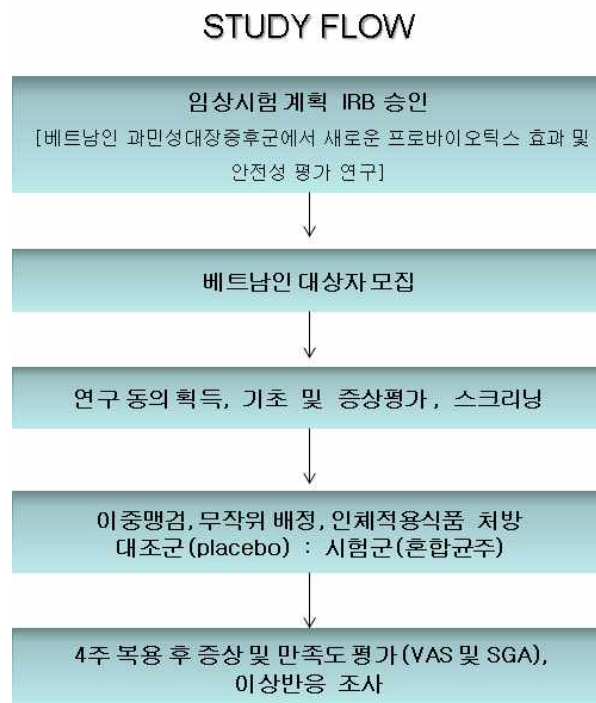 STUDY FLOW
임상시험 계획 IRB 승인
[베트남인 과민성대장증후군에서 새로운 프로바이오틱스 효과 및
안전성 평가 연구]
베트남인 대상자 모집
연구 동의 획득, 기초 및 증상평가, 스크리닝
이중맹검, 무작위 배정, 인체적용식품 처방
대조군(placebo) : 시험군(혼합균주)
4주 복용 후 증상 및 만족도 평가(VAS 및 SGA),
이상반응 조사